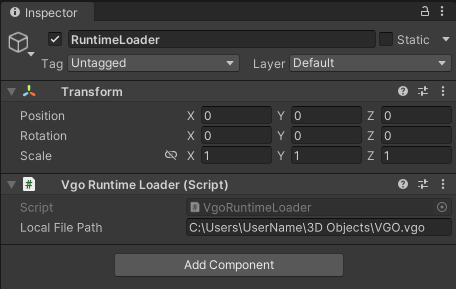 Inspector
RuntimeLoader Static
Tag Untagged Layer Default
Transform
Position X 0 Y 0 Z 0
Rotation X 0 Y 0 Z 0
Scale X 1 Y 1 Z 1
# Vgo Runtime Loader (Script)
Script # VgoRuntimeLoader
Local File Path C:\Users\UserName\3D Objects\VGO.vgo
Add Component